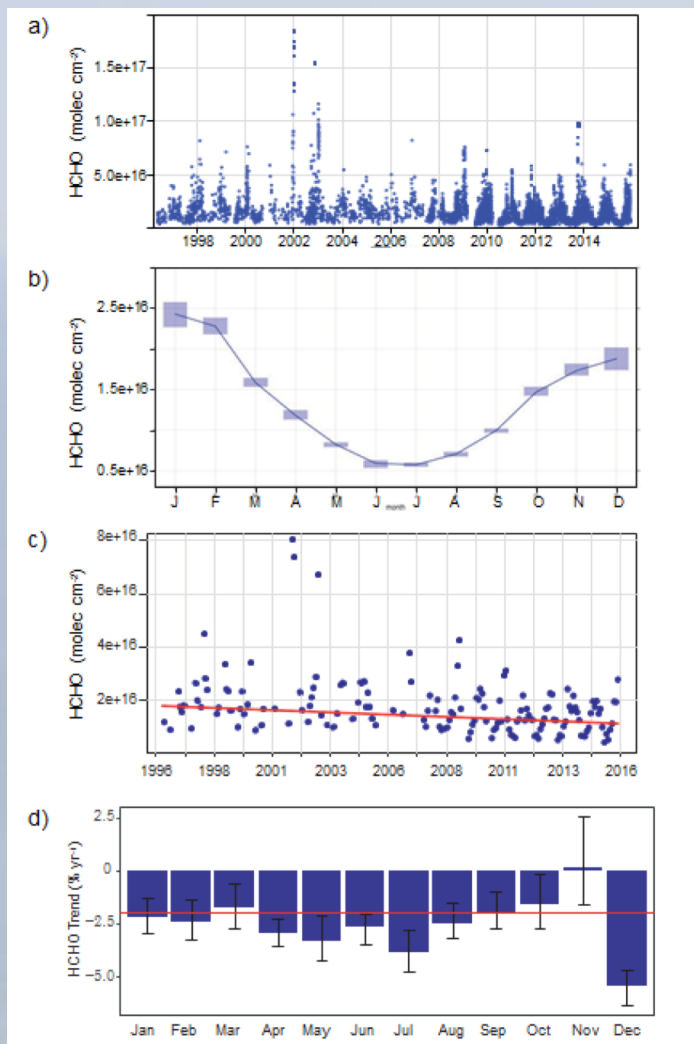 a)
HCHO (molec cm⁻²)
1.5e+17
1.0e+17
5.0e+16
1998 2000 2002 2004 2006 2008 2010 2012 2014
b)
HCHO (molec cm⁻²)
2.5e+16
1.5e+16
0.5e+16
J F M A M J J A S O N D
month
c)
HCHO (molec cm⁻²)
8e+16
6e+16
4e+16
2e+16
1996 1998 2001 2003 2006 2008 2011 2013 2016
d)
HCHO Trend (% yr⁻¹)
2.5
0
−2.5
−5.0
Jan Feb Mar Apr May Jun Jul Aug Sep Oct Nov Dec